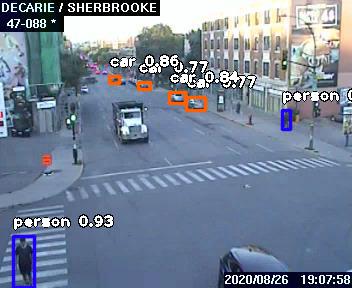 DECARIE / SHERBROOKE
47-088 *
car 0.86
car 0.77
car 0.84
car 0.77
person 0
person 0.93
2020/08/26 19:07:58